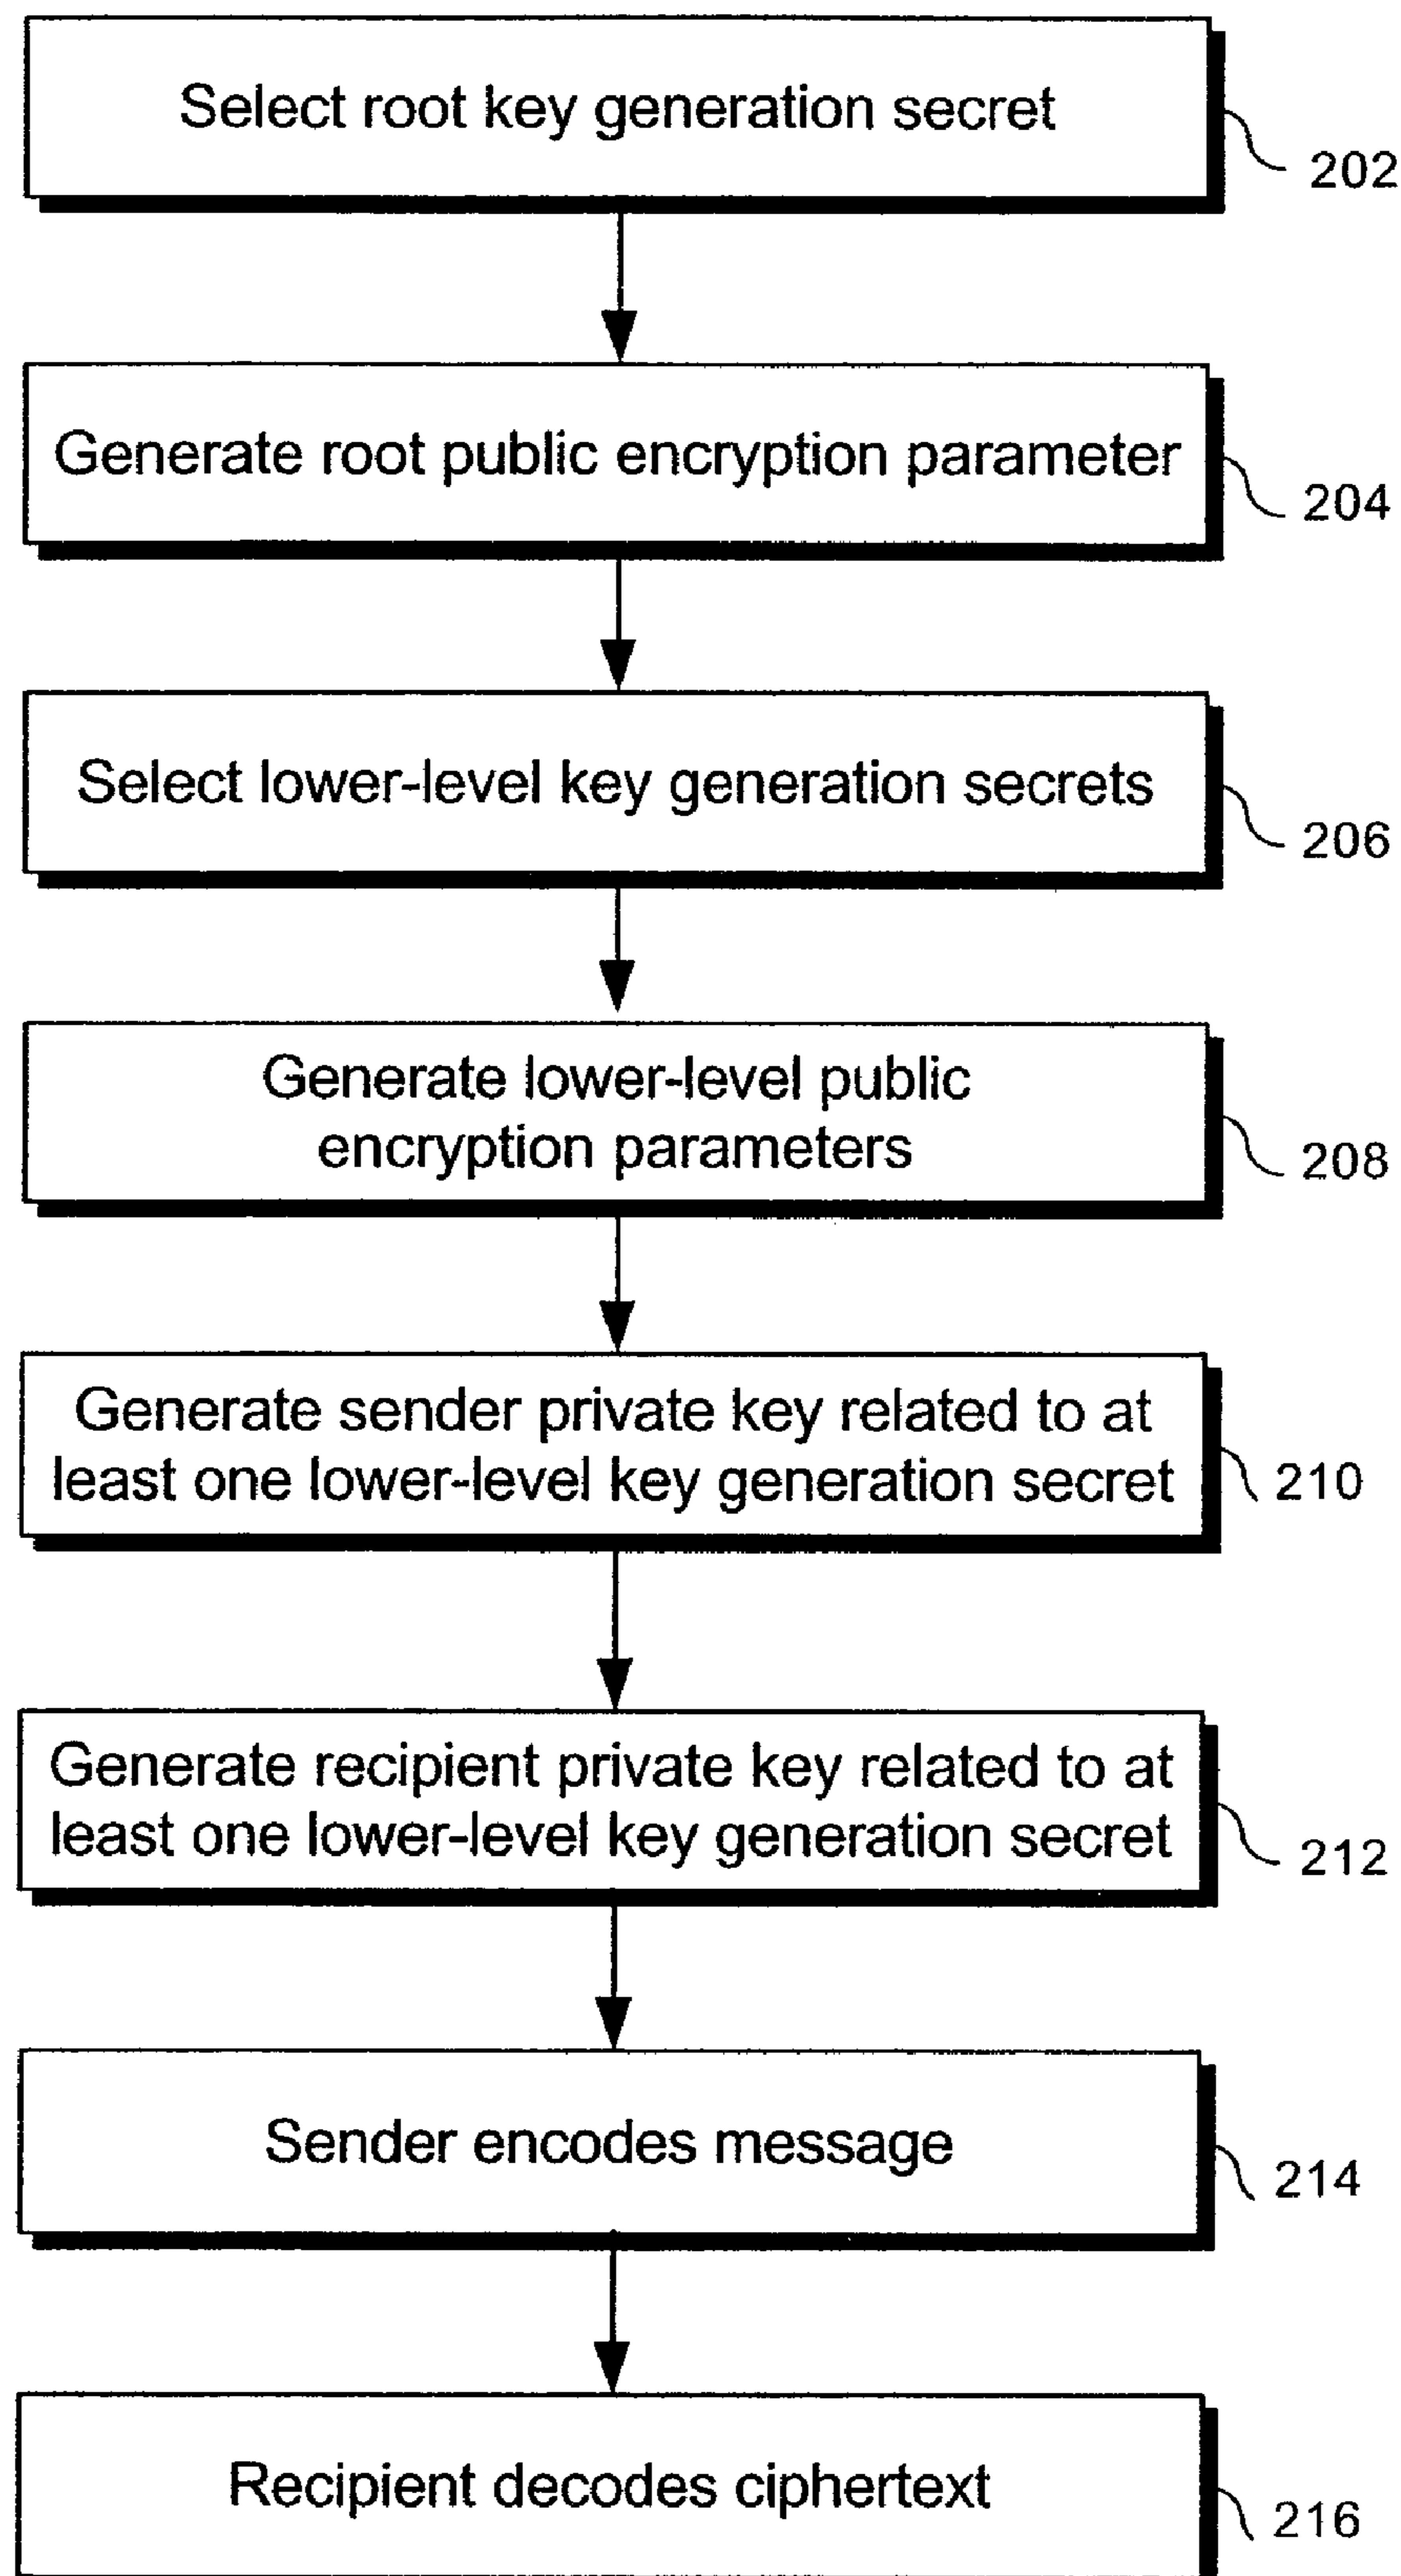 Select root key generation secret
202
Generate root public encryption parameter
204
Select lower-level key generation secrets
206
Generate lower-level public
encryption parameters
208
Generate sender private key related to at
least one lower-level key generation secret
210
Generate recipient private key related to at
least one lower-level key generation secret
212
Sender encodes message
214
Recipient decodes ciphertext
216